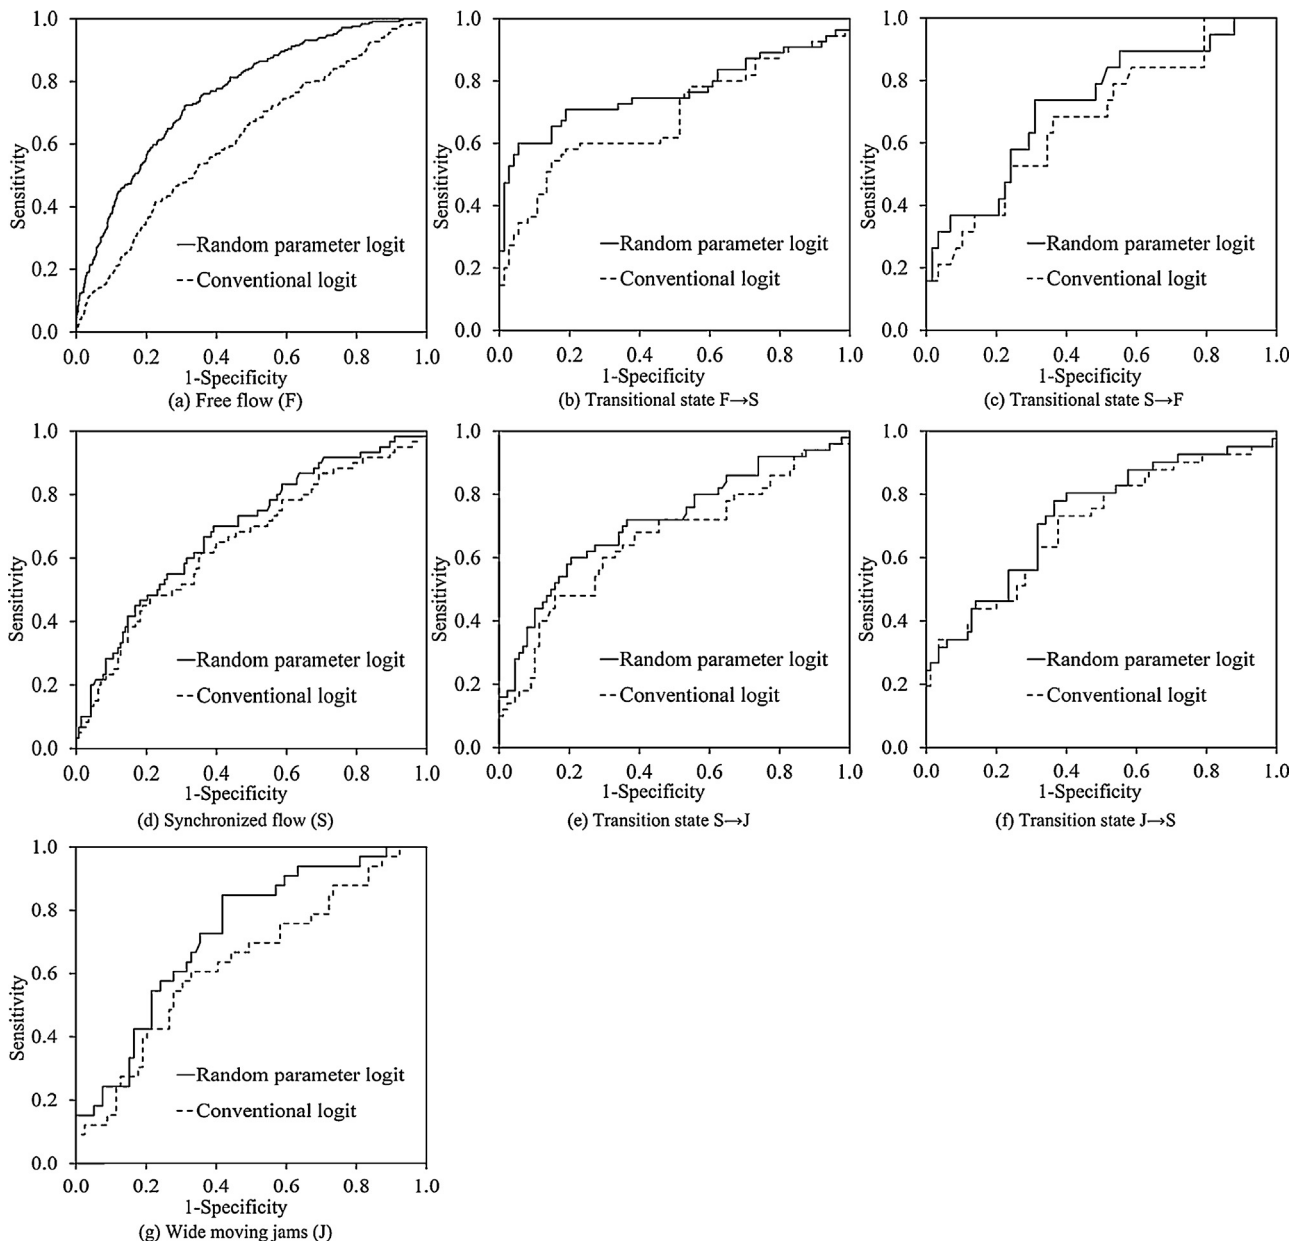 1.0
0.8
0.6
0.4
0.2
0.0
Sensitivity
Random parameter logit
Conventional logit
0.0 0.2 0.4 0.6 0.8 1.0
1-Specificity
(a) Free flow (F)
1.0
0.8
0.6
0.4
0.2
0.0
Sensitivity
Random parameter logit
Conventional logit
0.0 0.2 0.4 0.6 0.8 1.0
1-Specificity
(b) Transitional state F→S
1.0
0.8
0.6
0.4
0.2
0.0
Sensitivity
Random parameter logit
Conventional logit
0.0 0.2 0.4 0.6 0.8 1.0
1-Specificity
(c) Transitional state S→F
1.0
0.8
0.6
0.4
0.2
0.0
Sensitivity
Random parameter logit
Conventional logit
0.0 0.2 0.4 0.6 0.8 1.0
1-Specificity
(d) Synchronized flow (S)
1.0
0.8
0.6
0.4
0.2
0.0
Sensitivity
Random parameter logit
Conventional logit
0.0 0.2 0.4 0.6 0.8 1.0
1-Specificity
(e) Transition state S→J
1.0
0.8
0.6
0.4
0.2
0.0
Sensitivity
Random parameter logit
Conventional logit
0.0 0.2 0.4 0.6 0.8 1.0
1-Specificity
(f) Transition state J→S
1.0
0.8
0.6
0.4
0.2
0.0
Sensitivity
Random parameter logit
Conventional logit
0.0 0.2 0.4 0.6 0.8 1.0
1-Specificity
(g) Wide moving jams (J)